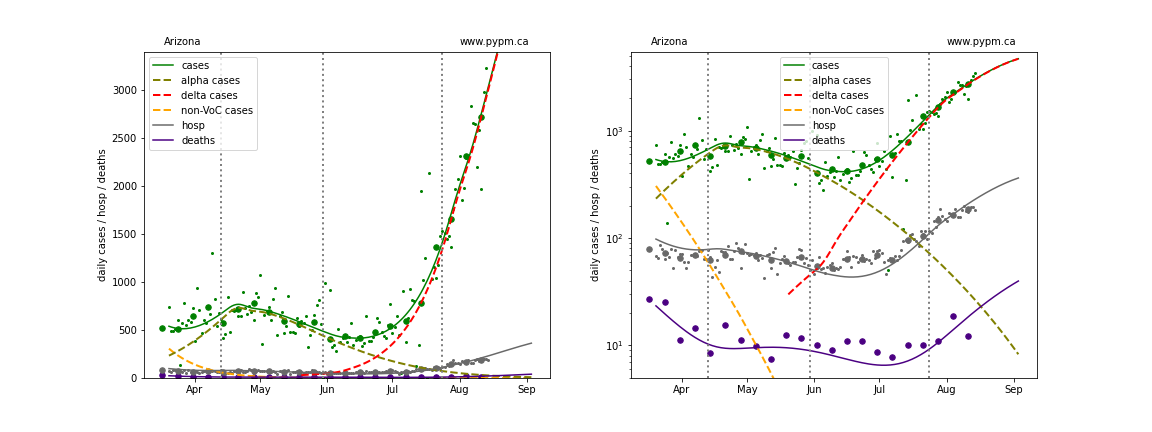 Arizona www.pypm.ca
cases
alpha cases
delta cases
non-VoC cases
hosp
deaths
daily cases / hosp / deaths
3000
2500
2000
1500
1000
500
0
Apr May Jun Jul Aug Sep
Arizona www.pypm.ca
cases
alpha cases
delta cases
non-VoC cases
hosp
deaths
daily cases / hosp / deaths
10³
10²
10¹
Apr May Jun Jul Aug Sep